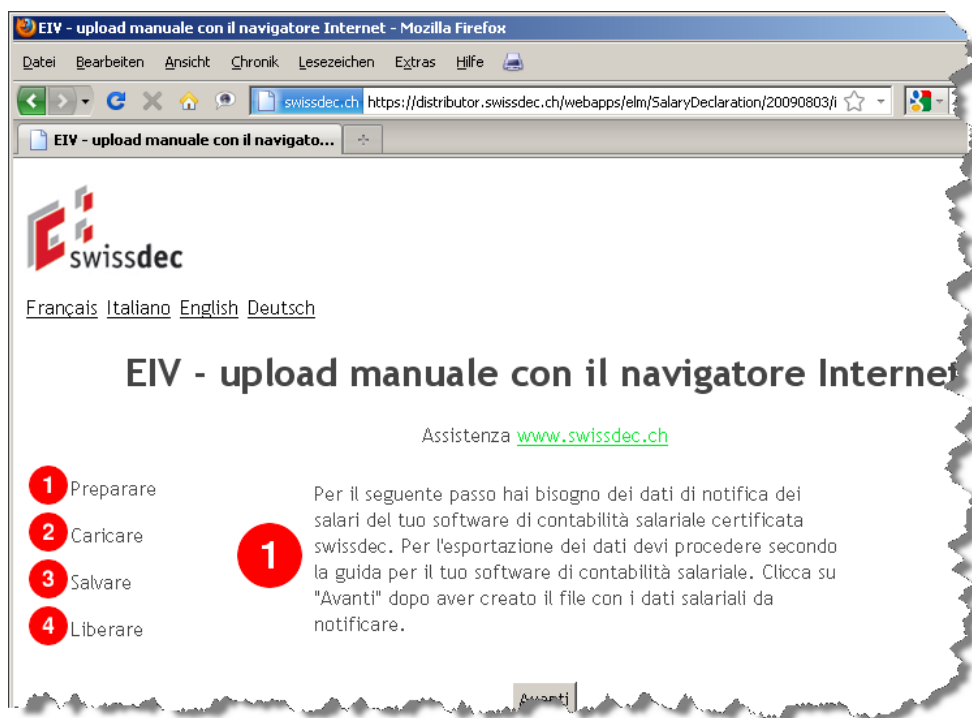 EIV - upload manuale con il navigatore Internet - Mozilla Firefox
Datei Bearbeiten Ansicht Chronik Lesezeichen Extras Hilfe
swissdec.ch https://distributor.swissdec.ch/webapps/elm/SalaryDeclaration/20090803/i
EIV - upload manuale con il navigato...
swissdec
Français Italiano English Deutsch
EIV - upload manuale con il navigatore Internet
Assistenza www.swissdec.ch
1 Preparare
2 Caricare
3 Salvare
4 Liberare
1
Per il seguente passo hai bisogno dei dati di notifica dei
salari del tuo software di contabilità salariale certificata
swissdec. Per l'esportazione dei dati devi procedere secondo
la guida per il tuo software di contabilità salariale. Clicca su
"Avanti" dopo aver creato il file con i dati salariali da
notificare.
Avanti